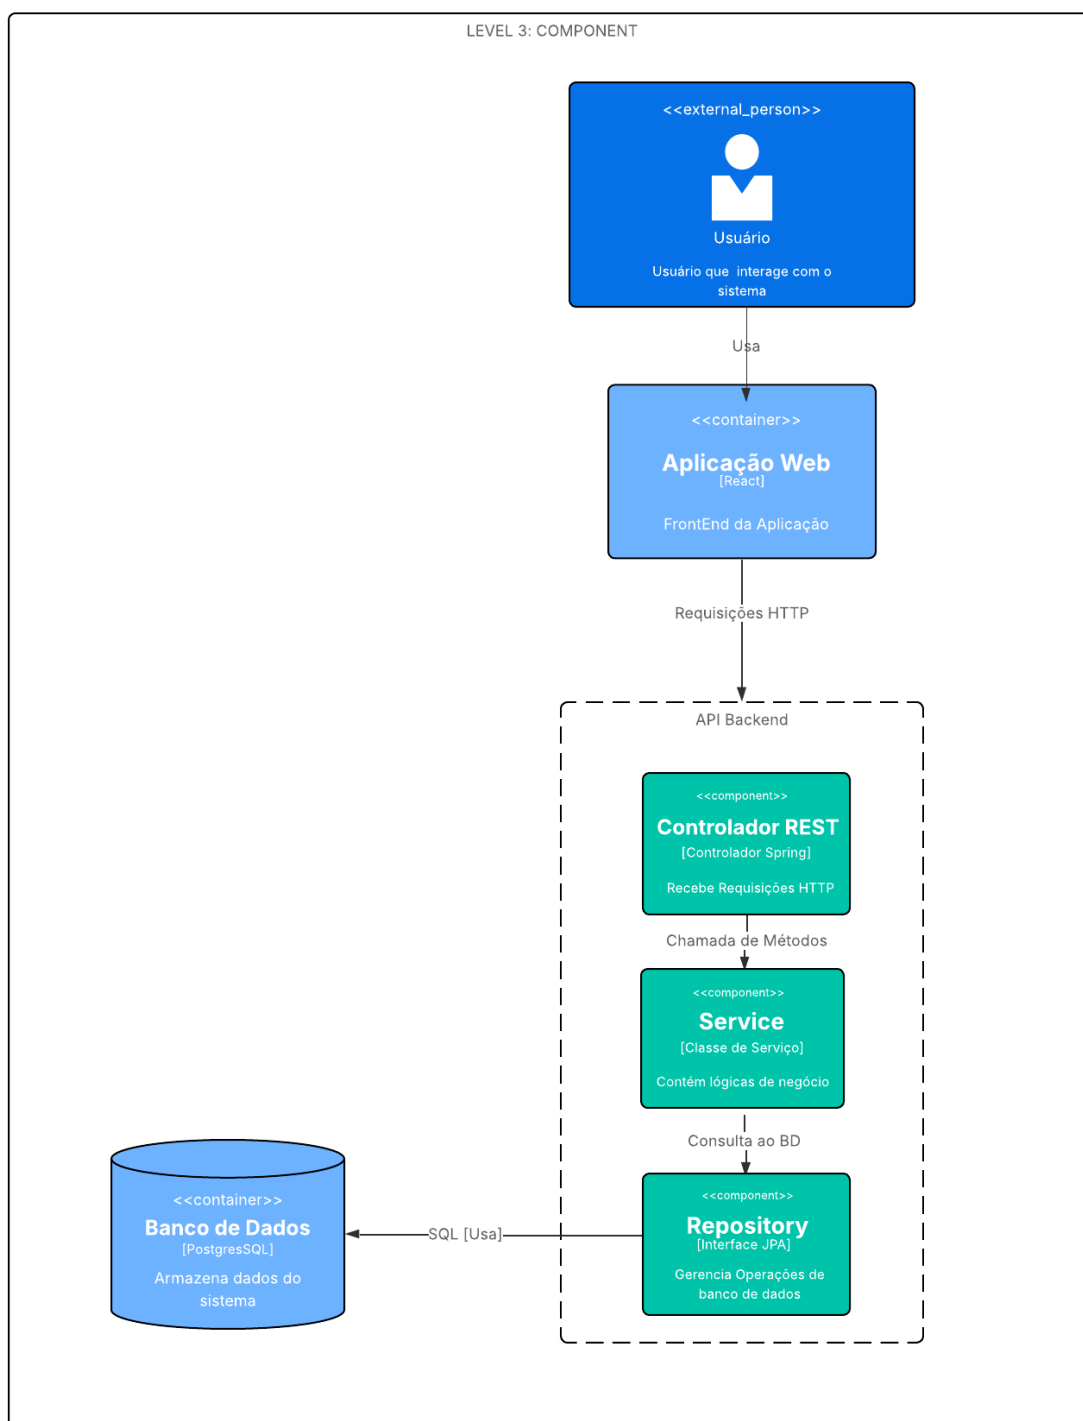 LEVEL 3: COMPONENT
<<external_person>>
Usuário
Usuário que  interage com o
sistema
Usa
<<container>>
Aplicação Web
[React]
FrontEnd da Aplicação
Requisições HTTP
API Backend
<<component>>
Controlador REST
[Controlador Spring]
Recebe Requisições HTTP
Chamada de Métodos
<<component>>
Service
[Classe de Serviço]
Contém lógicas de negócio
Consulta ao BD
<<component>>
Repository
[Interface JPA]
Gerencia Operações de
banco de dados
SQL [Usa]
<<container>>
Banco de Dados
[PostgresSQL]
Armazena dados do
sistema